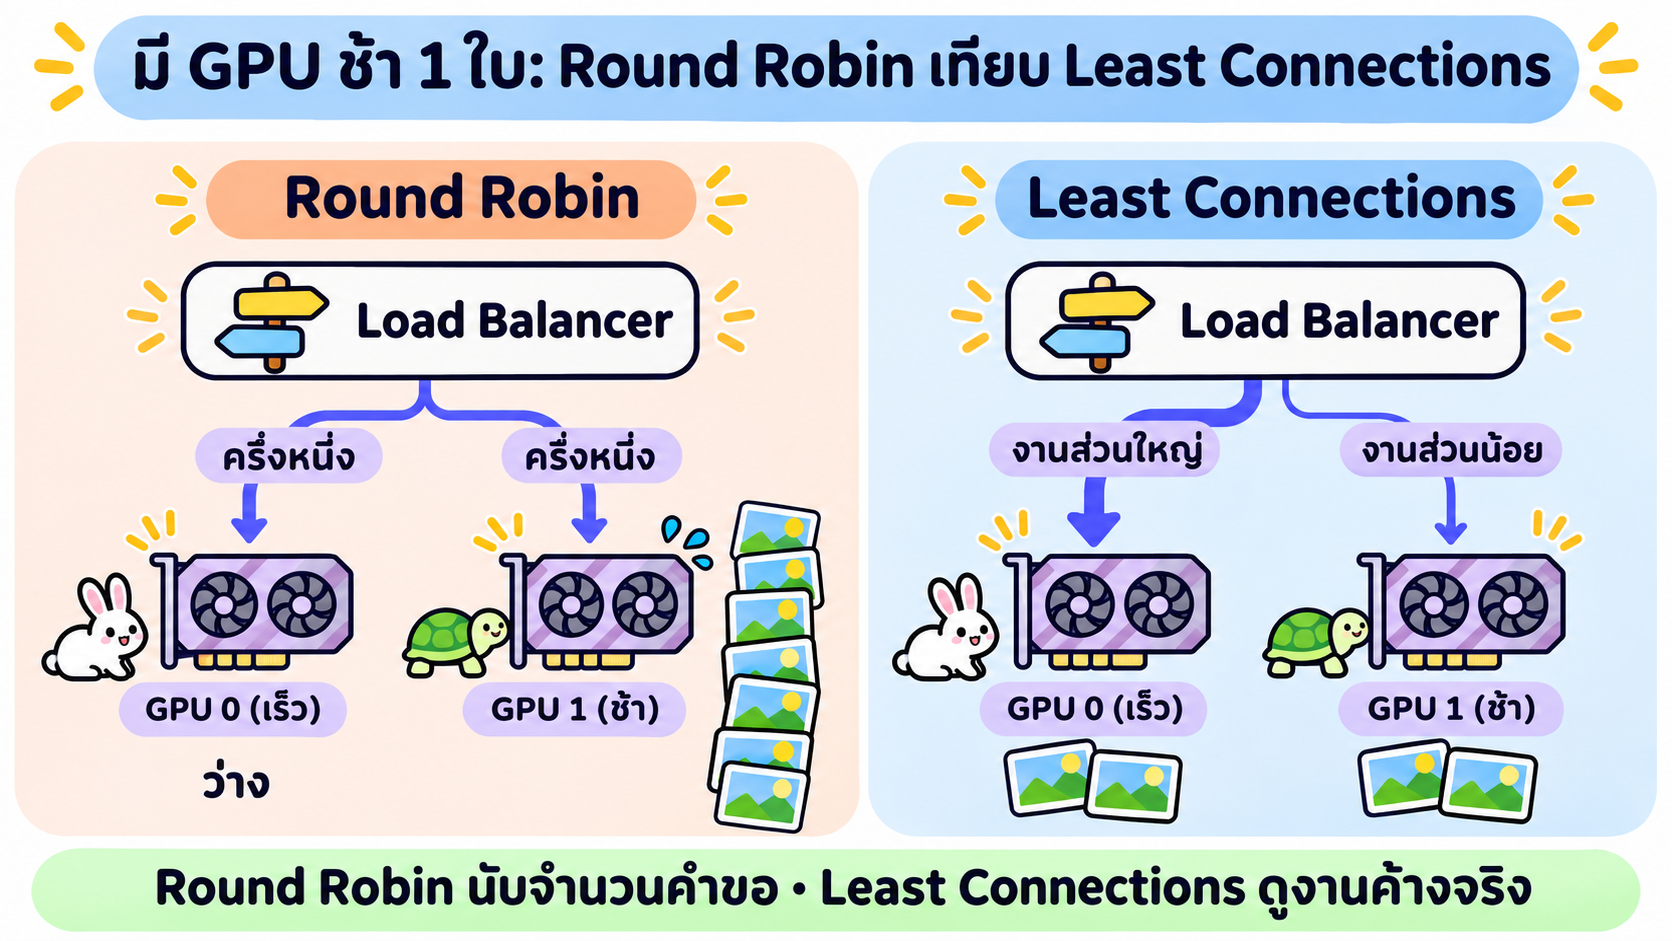 มี GPU ช้า 1 ใบ: Round Robin เทียบ Least Connections
Round Robin
Load Balancer
ครึ่งหนึ่ง
ครึ่งหนึ่ง
GPU 0 (เร็ว)
GPU 1 (ช้า)
ว่าง
Least Connections
Load Balancer
งานส่วนใหญ่
งานส่วนน้อย
GPU 0 (เร็ว)
GPU 1 (ช้า)
Round Robin นับจำนวนคำขอ • Least Connections ดูงานค้างจริง